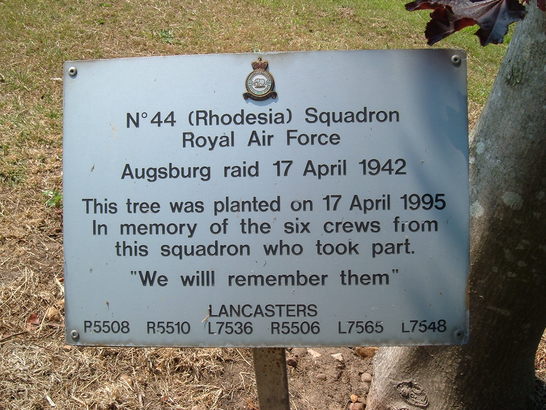 N° 44 (Rhodesia) Squadron
Royal Air Force
Augsburg raid 17 April 1942
This tree was planted on 17 April 1995
In memory of the six crews from
this squadron who took part.
"We willl remember them"
LANCASTERS
P5508 R5510 L7536 R5506 L7565 L7548